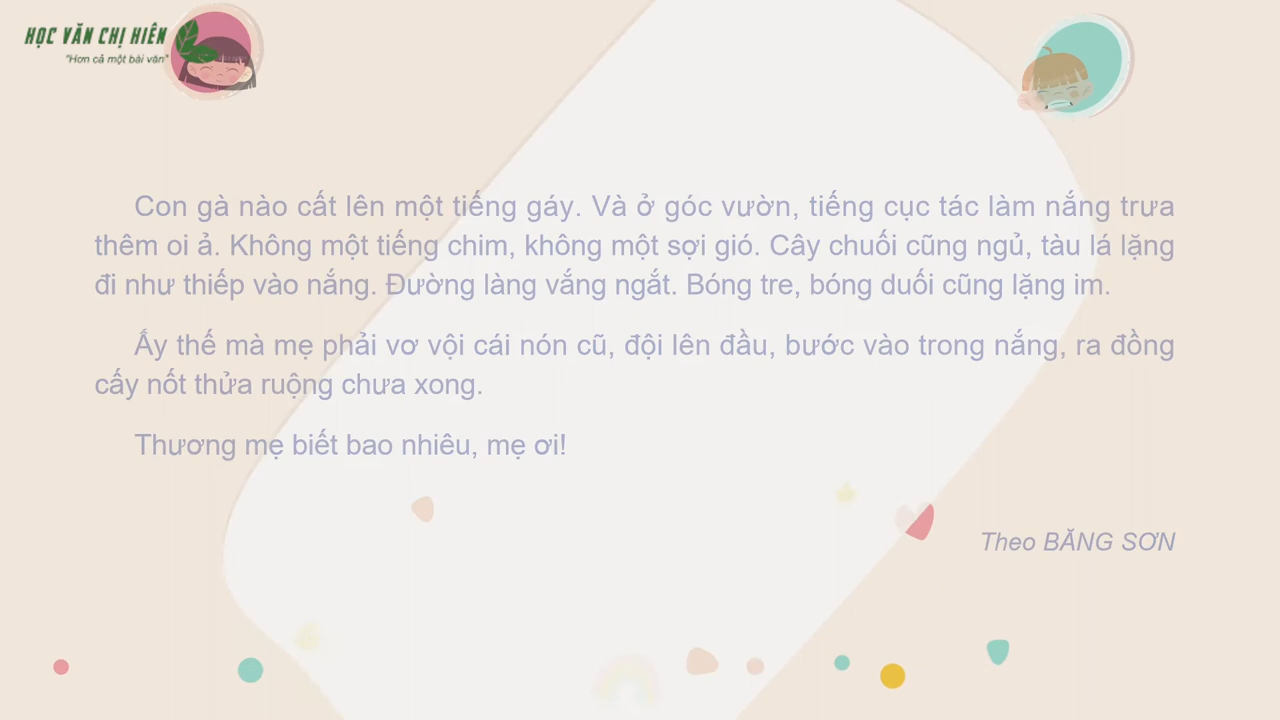 HỌC VĂN CHỊ HIÊN
"Hơn cả một bài văn"
Con gà nào cất lên một tiếng gáy. Và ở góc vườn, tiếng cục tác làm nắng trưa
thêm oi ả. Không một tiếng chim, không một sợi gió. Cây chuối cũng ngủ, tàu lá lặng
đi như thiếp vào nắng. Đường làng vắng ngắt. Bóng tre, bóng duối cũng lặng im.
Ấy thế mà mẹ phải vơ vội cái nón cũ, đội lên đầu, bước vào trong nắng, ra đồng
cấy nốt thửa ruộng chưa xong.
Thương mẹ biết bao nhiêu, mẹ ơi!
Theo BĂNG SƠN